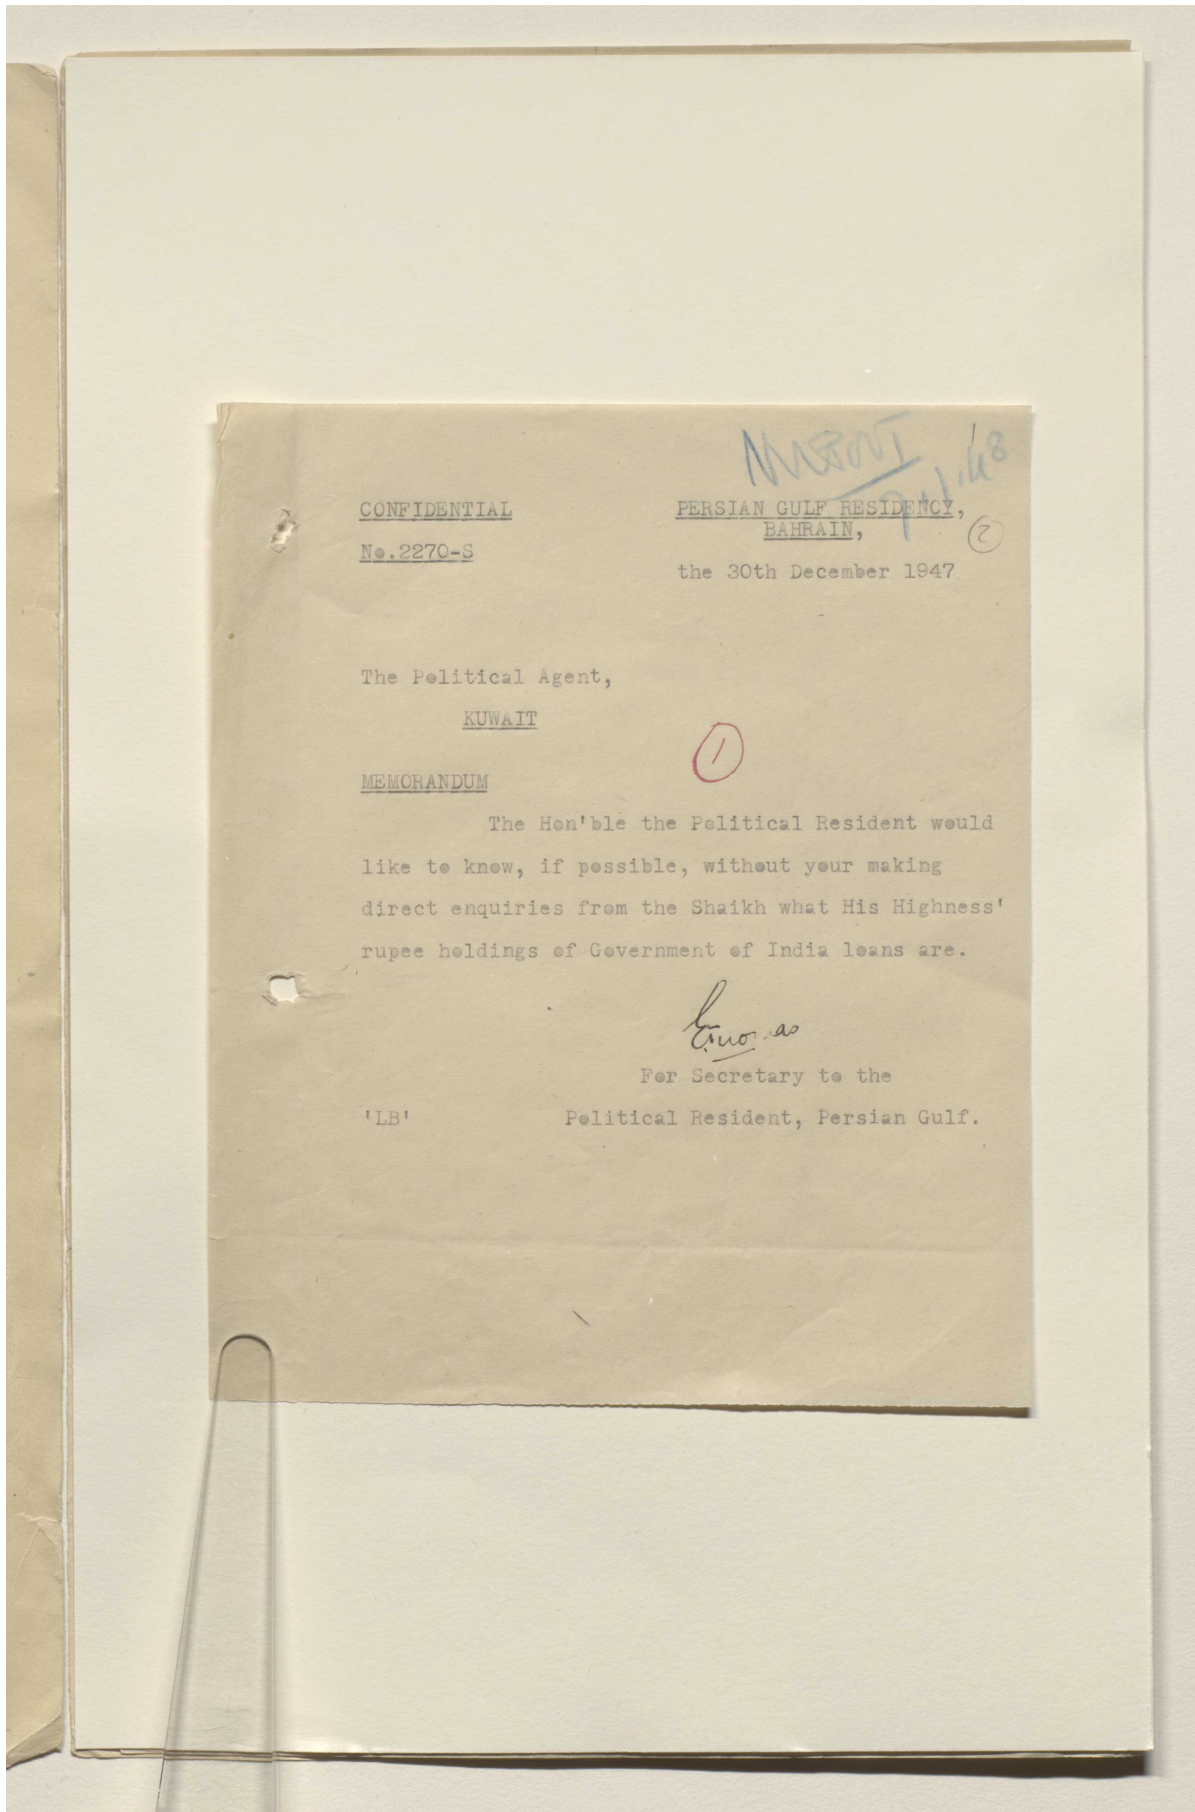 CONFIDENTIAL
No.2270-S
PERSIAN GULF RESIDENCY,
BAHRAIN,
2
the 30th December 1947
The Political Agent,
KUWAIT
1
MEMORANDUM
The Hon'ble the Political Resident would
like to know, if possible, without your making
direct enquiries from the Shaikh what His Highness'
rupee holdings of Government of India loans are.
For Secretary to the
'LB' Political Resident, Persian Gulf.